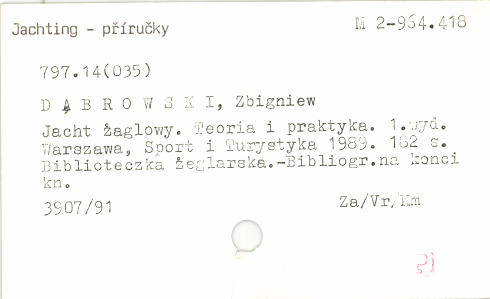 Jachting - příručky
M 2-964.418
797.14(035)
D Ą B R O W S K I, Zbigniew
Jacht żaglowy. Teoria i praktyka. 1.wyd.
Warszawa, Sport i Turystyka 1989. 182 s.
Biblioteczka żeglarska.-Bibliogr.na konci
kn.
3907/91
Za/Vr/Km